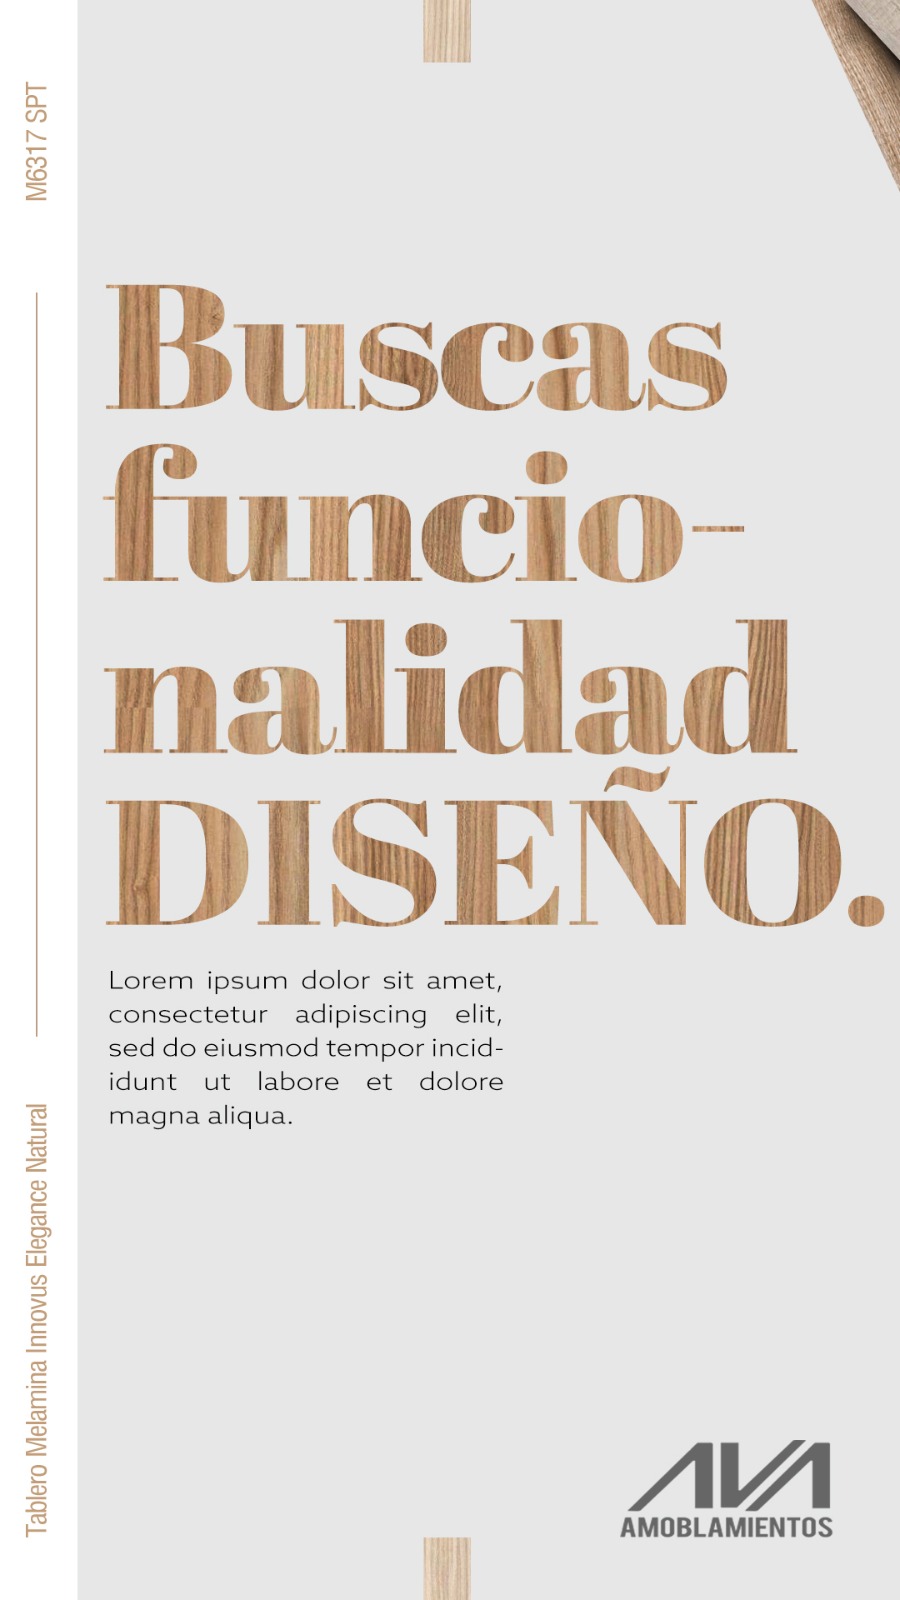 M6317 SPT
Tablero Melamina Innovus Elegance Natural
Buscas
funcio-
nalidad
DISEÑO.
Lorem ipsum dolor sit amet,
consectetur adipiscing elit,
sed do eiusmod tempor incid-
idunt ut labore et dolore
magna aliqua.
AVA
AMOBLAMIENTOS